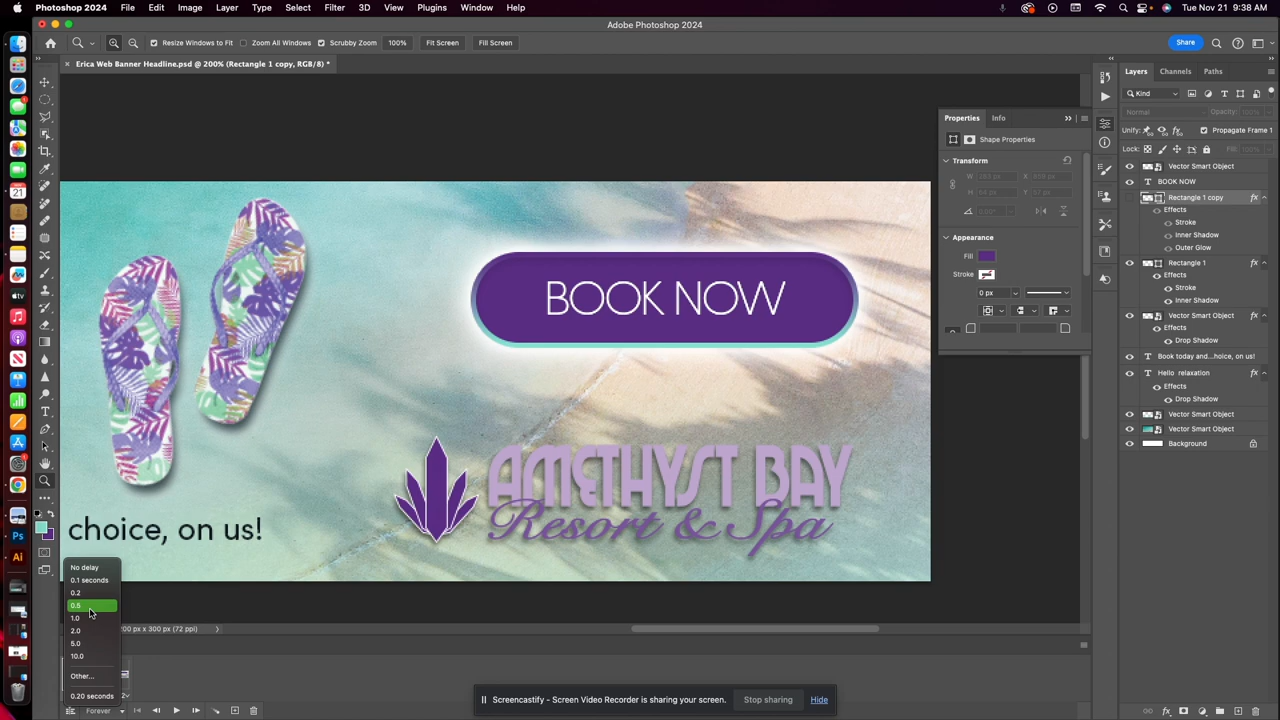 Photoshop 2024 File Edit Image Layer Type Select Filter 3D View Plugins Window Help Tue Nov 21 9:38 AM
Adobe Photoshop 2024
Resize Windows to Fit Zoom All Windows Scrubby Zoom 100% Fit Screen Fill Screen Share
Erica Web Banner Headline.psd @ 200% (Rectangle 1 copy, RGB/8) *
Layers Channels Paths
Kind
Normal Opacity: 100%
Unify: Propagate Frame 1
Lock: Fill: 100%
Vector Smart Object
BOOK NOW
Rectangle 1 copy fx
Effects
Stroke
Inner Shadow
Outer Glow
Rectangle 1 fx
Effects
Stroke
Inner Shadow
Vector Smart Object
Effects
Drop Shadow
Book today and...hoice, on us!
Hello relaxation fx
Effects
Drop Shadow
Vector Smart Object
Vector Smart Object
Background
Properties Info
Shape Properties
Transform
W X
H Y
0.00°
Appearance
Fill
Stroke
0 px
BOOK NOW
AMETHYST BAY
Resort & Spa
choice, on us!
No delay
0.1 seconds
0.2
0.5
1.0
2.0
5.0
10.0
Other...
0.20 seconds
200 px x 300 px (72 ppi)
Forever
Screencastify - Screen Video Recorder is sharing your screen. Stop sharing Hide